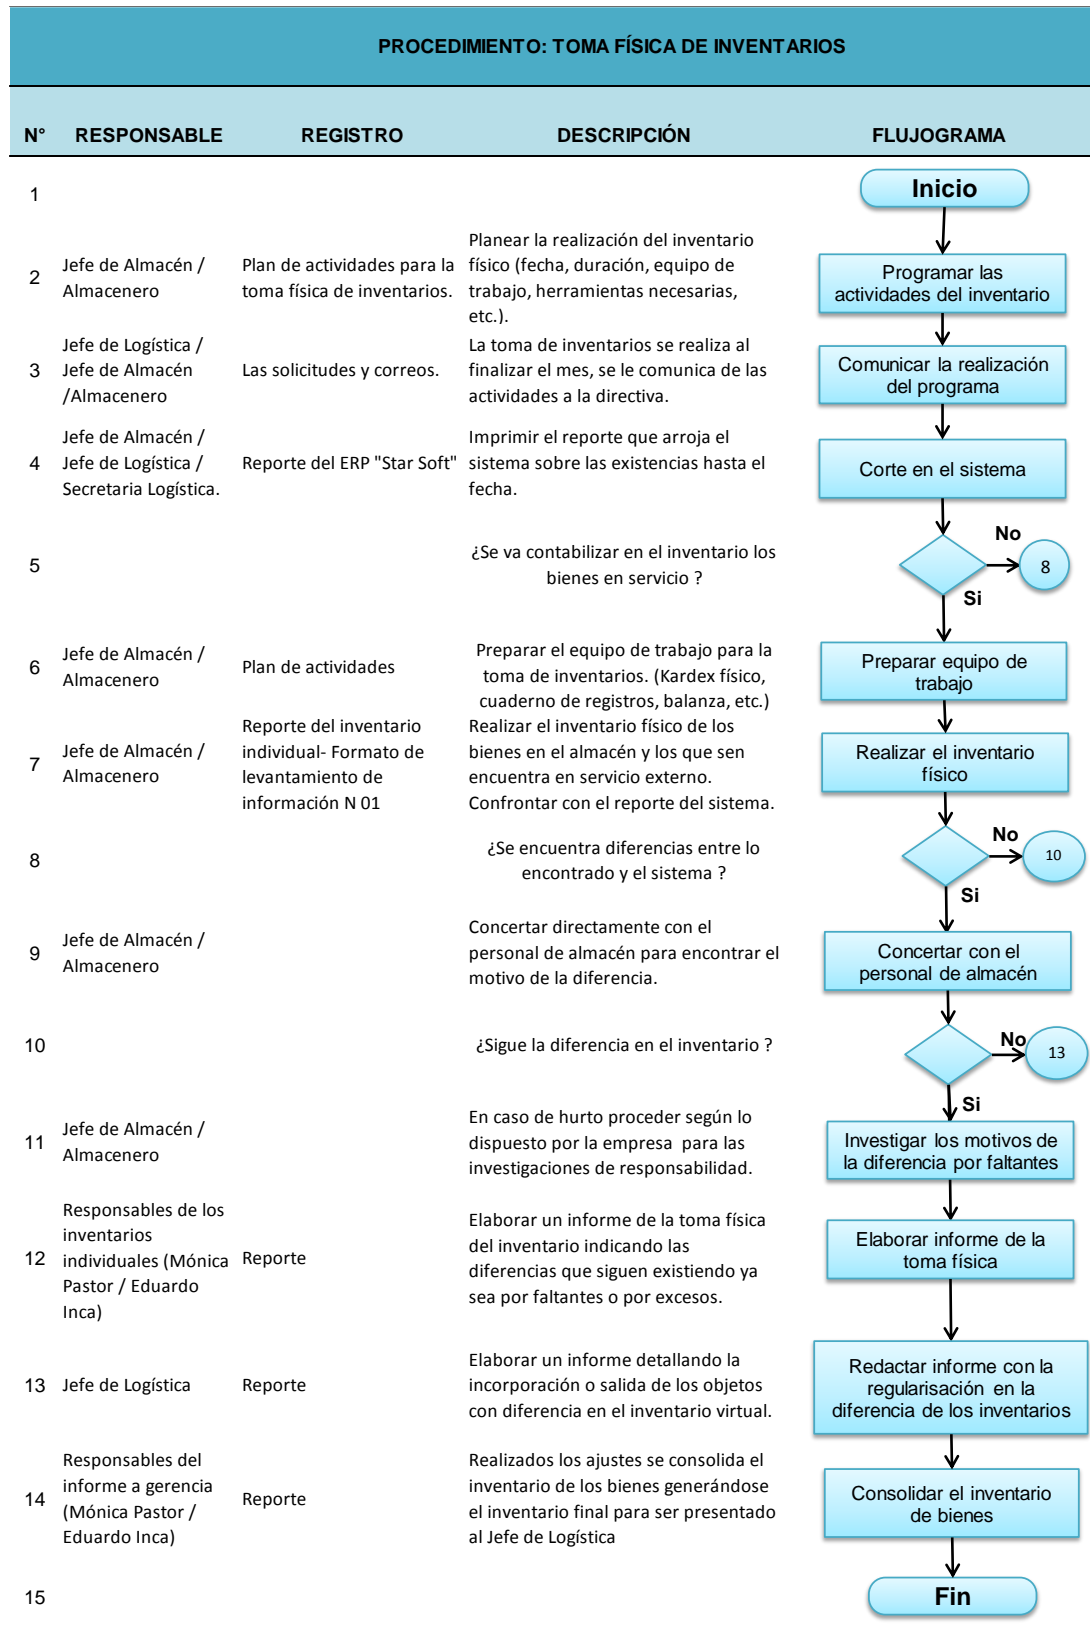 PROCEDIMIENTO: TOMA FÍSICA DE INVENTARIOS
N° RESPONSABLE REGISTRO DESCRIPCIÓN FLUJOGRAMA
1
Inicio
2
Jefe de Almacén /
Almacenero
Plan de actividades para la
toma física de inventarios.
Planear la realización del inventario
físico (fecha, duración, equipo de
trabajo, herramientas necesarias,
etc.).
Programar las
actividades del inventario
3
Jefe de Logística /
Jefe de Almacén
/Almacenero
Las solicitudes y correos.
La toma de inventarios se realiza al
finalizar el mes, se le comunica de las
actividades a la directiva.
Comunicar la realización
del programa
4
Jefe de Almacén /
Jefe de Logística /
Secretaria Logística.
Reporte del ERP "Star Soft"
Imprimir el reporte que arroja el
sistema sobre las existencias hasta el
fecha.
Corte en el sistema
5
¿Se va contabilizar en el inventario los
bienes en servicio ?
No
8
Si
6
Jefe de Almacén /
Almacenero
Plan de actividades
Preparar el equipo de trabajo para la
toma de inventarios. (Kardex físico,
cuaderno de registros, balanza, etc.)
Preparar equipo de
trabajo
7
Jefe de Almacén /
Almacenero
Reporte del inventario
individual- Formato de
levantamiento de
información N 01
Realizar el inventario físico de los
bienes en el almacén y los que sen
encuentra en servicio externo.
Confrontar con el reporte del sistema.
Realizar el inventario
físico
8
¿Se encuentra diferencias entre lo
encontrado y el sistema ?
No
10
Si
9
Jefe de Almacén /
Almacenero
Concertar directamente con el
personal de almacén para encontrar el
motivo de la diferencia.
Concertar con el
personal de almacén
10
¿Sigue la diferencia en el inventario ?
No
13
Si
11
Jefe de Almacén /
Almacenero
En caso de hurto proceder según lo
dispuesto por la empresa para las
investigaciones de responsabilidad.
Investigar los motivos de
la diferencia por faltantes
12
Responsables de los
inventarios
individuales (Mónica
Pastor / Eduardo
Inca)
Reporte
Elaborar un informe de la toma física
del inventario indicando las
diferencias que siguen existiendo ya
sea por faltantes o por excesos.
Elaborar informe de la
toma física
13
Jefe de Logística
Reporte
Elaborar un informe detallando la
incorporación o salida de los objetos
con diferencia en el inventario virtual.
Redactar informe con la
regularisación en la
diferencia de los inventarios
14
Responsables del
informe a gerencia
(Mónica Pastor /
Eduardo Inca)
Reporte
Realizados los ajustes se consolida el
inventario de los bienes generándose
el inventario final para ser presentado
al Jefe de Logística
Consolidar el inventario
de bienes
15
Fin